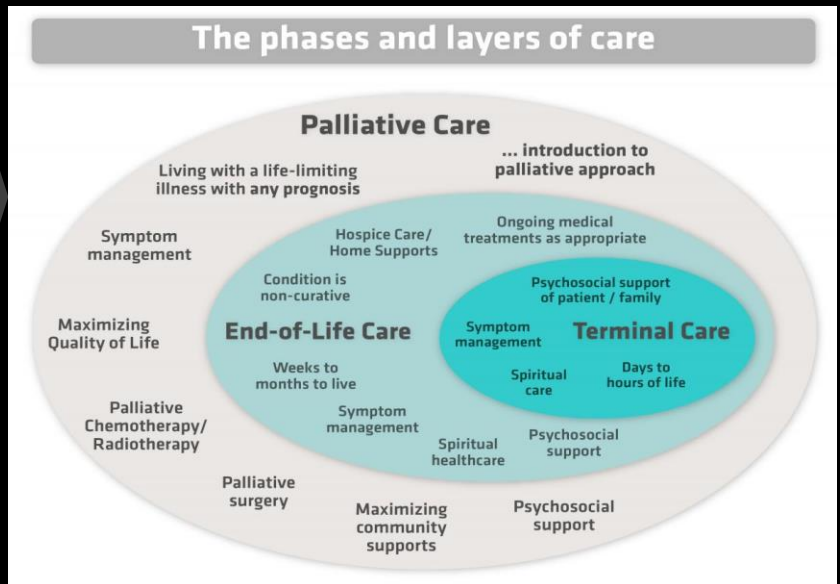 The phases and layers of care
Palliative Care
... introduction to
palliative approach
Living with a life-limiting
illness with any prognosis
Symptom
management
Hospice Care/
Home Supports
Ongoing medical
treatments as appropriate
Condition is
non-curative
Psychosocial support
of patient / family
Maximizing
Quality of Life
End-of-Life Care
Symptom
management
Terminal Care
Weeks to
months to live
Spiritual
care
Days to
hours of life
Palliative
Chemotherapy/
Radiotherapy
Symptom
management
Spiritual
healthcare
Psychosocial
support
Palliative
surgery
Maximizing
community
supports
Psychosocial
support